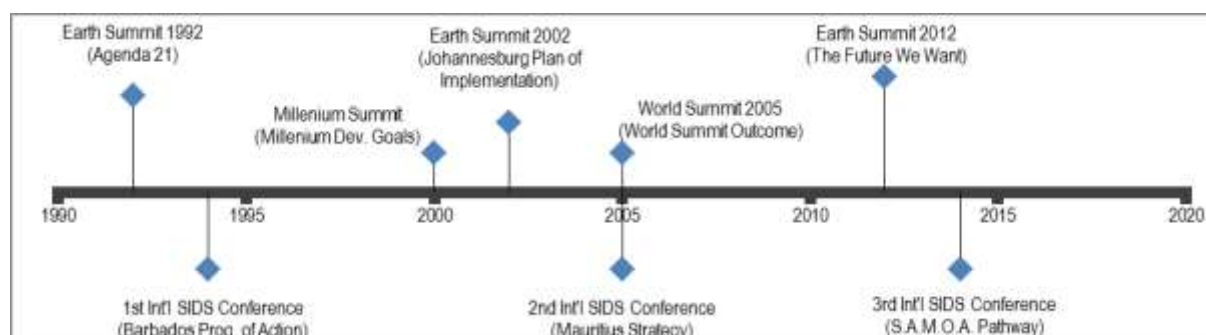 Earth Summit 1992
(Agenda 21)
Earth Summit 2002
(Johannesburg Plan of
Implementation)
Earth Summit 2012
(The Future We Want)
Millenium Summit
(Millenium Dev. Goals)
World Summit 2005
(World Summit Outcome)
1990
1995
2000
2005
2010
2015
2020
1st Int'l SIDS Conference
(Barbados Prog. of Action)
2nd Int'l SIDS Conference
(Mauritius Strategy)
3rd Int'l SIDS Conference
(S.A.M.O.A. Pathway)